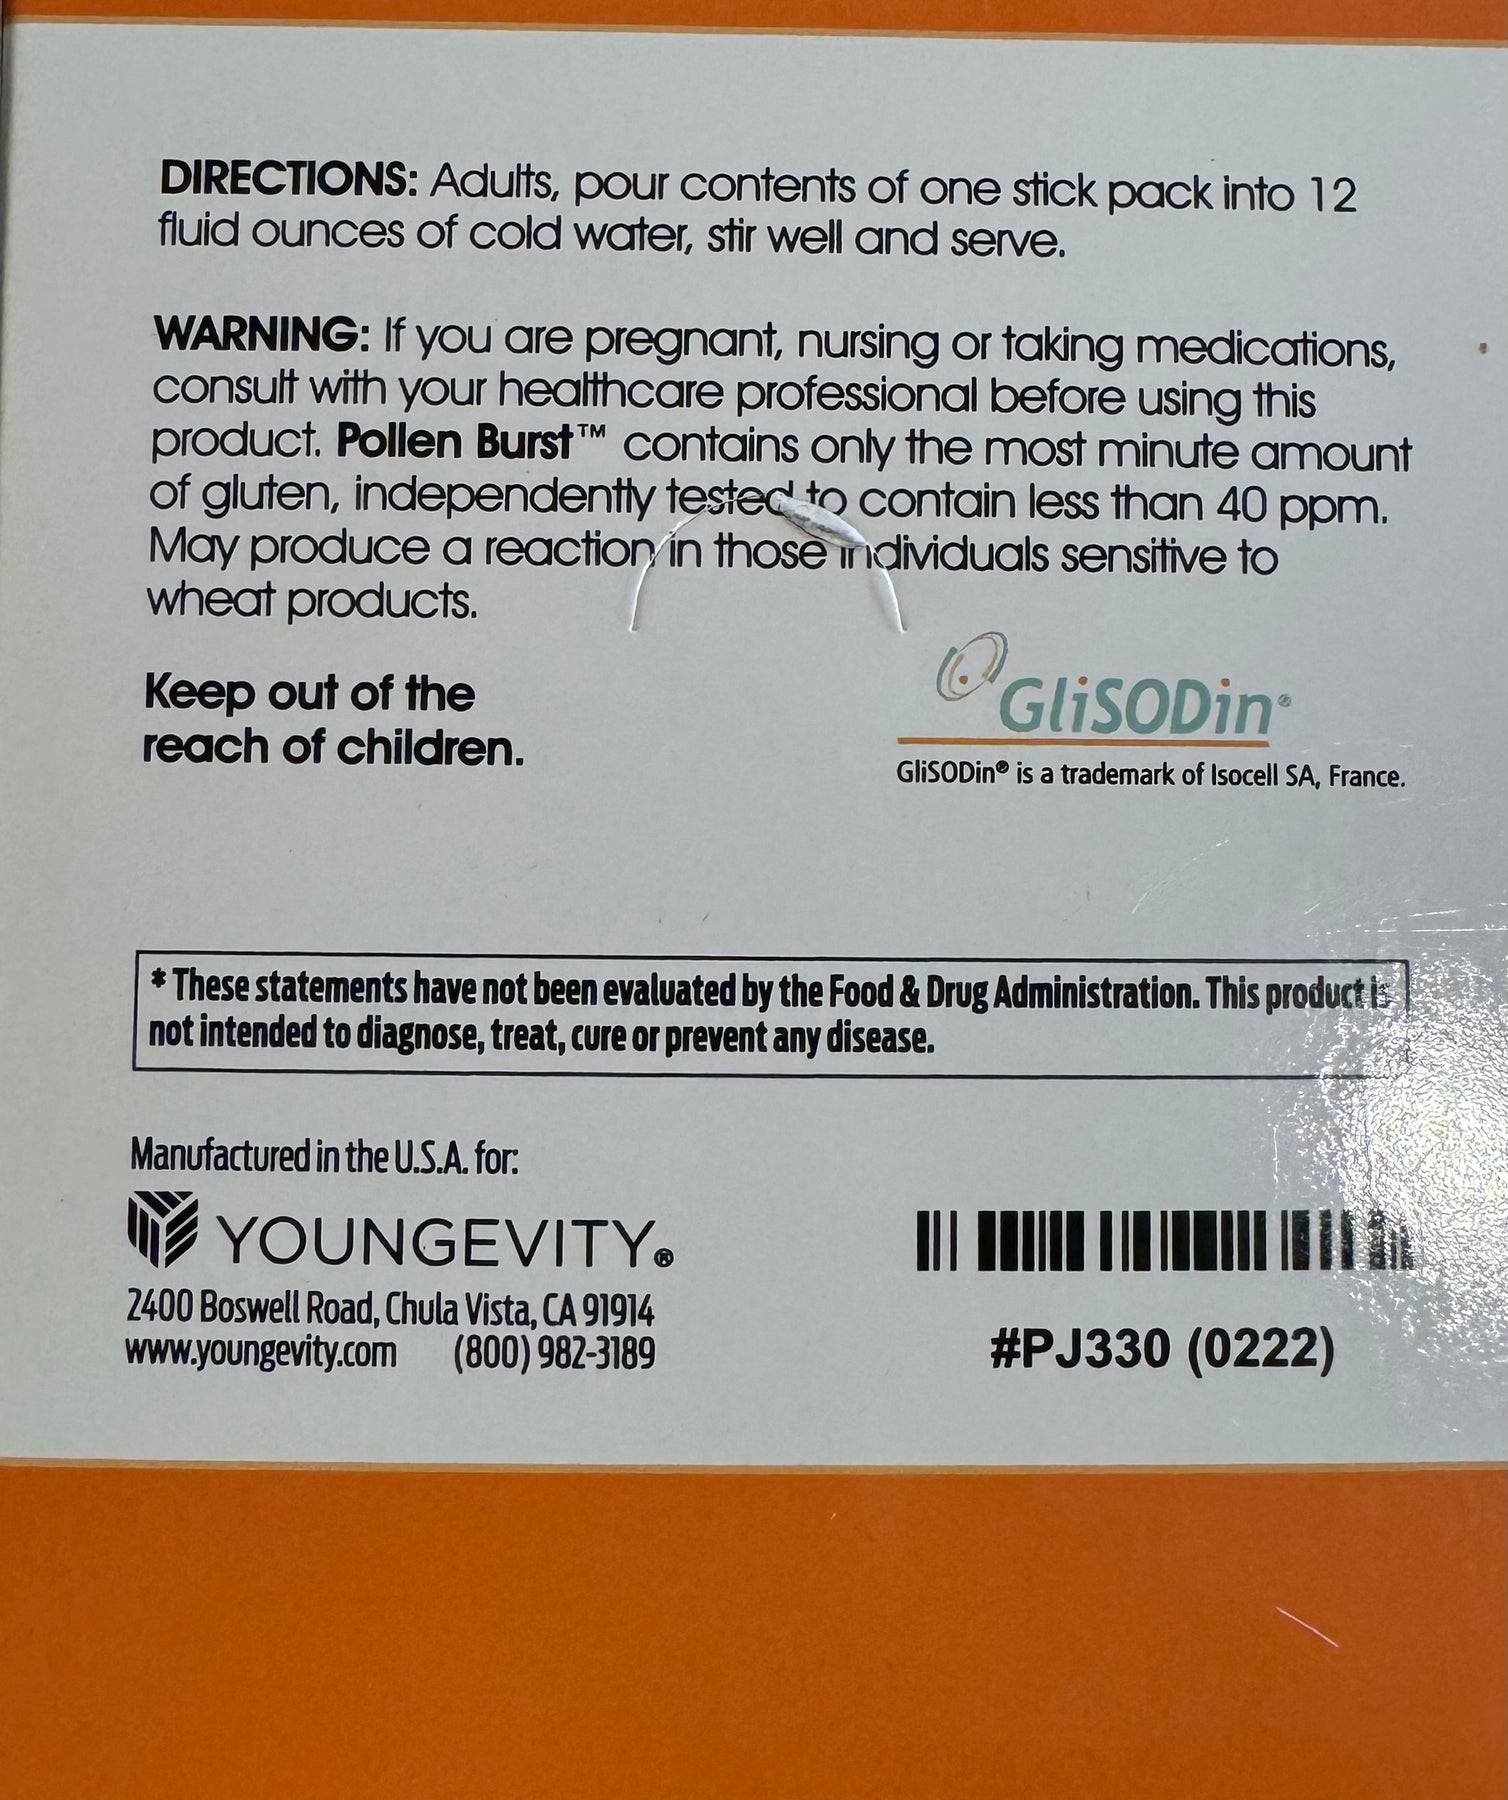 DIRECTIONS: Adults, pour contents of one stick pack into 12
fluid ounces of cold water, stir well and serve.
WARNING: If you are pregnant, nursing or taking medications,
consult with your healthcare professional before using this
product. Pollen Burst™ contains only the most minute amount
of gluten, independently tested to contain less than 40 ppm.
May produce a reaction in those individuals sensitive to
wheat products.
Keep out of the
reach of children.
GliSODin®
GliSODin® is a trademark of Isocell SA, France.
* These statements have not been evaluated by the Food & Drug Administration. This product is
not intended to diagnose, treat, cure or prevent any disease.
Manufactured in the U.S.A. for:
YOUNGEVITY®
2400 Boswell Road, Chula Vista, CA 91914
www.youngevity.com (800) 982-3189
#PJ330 (0222)